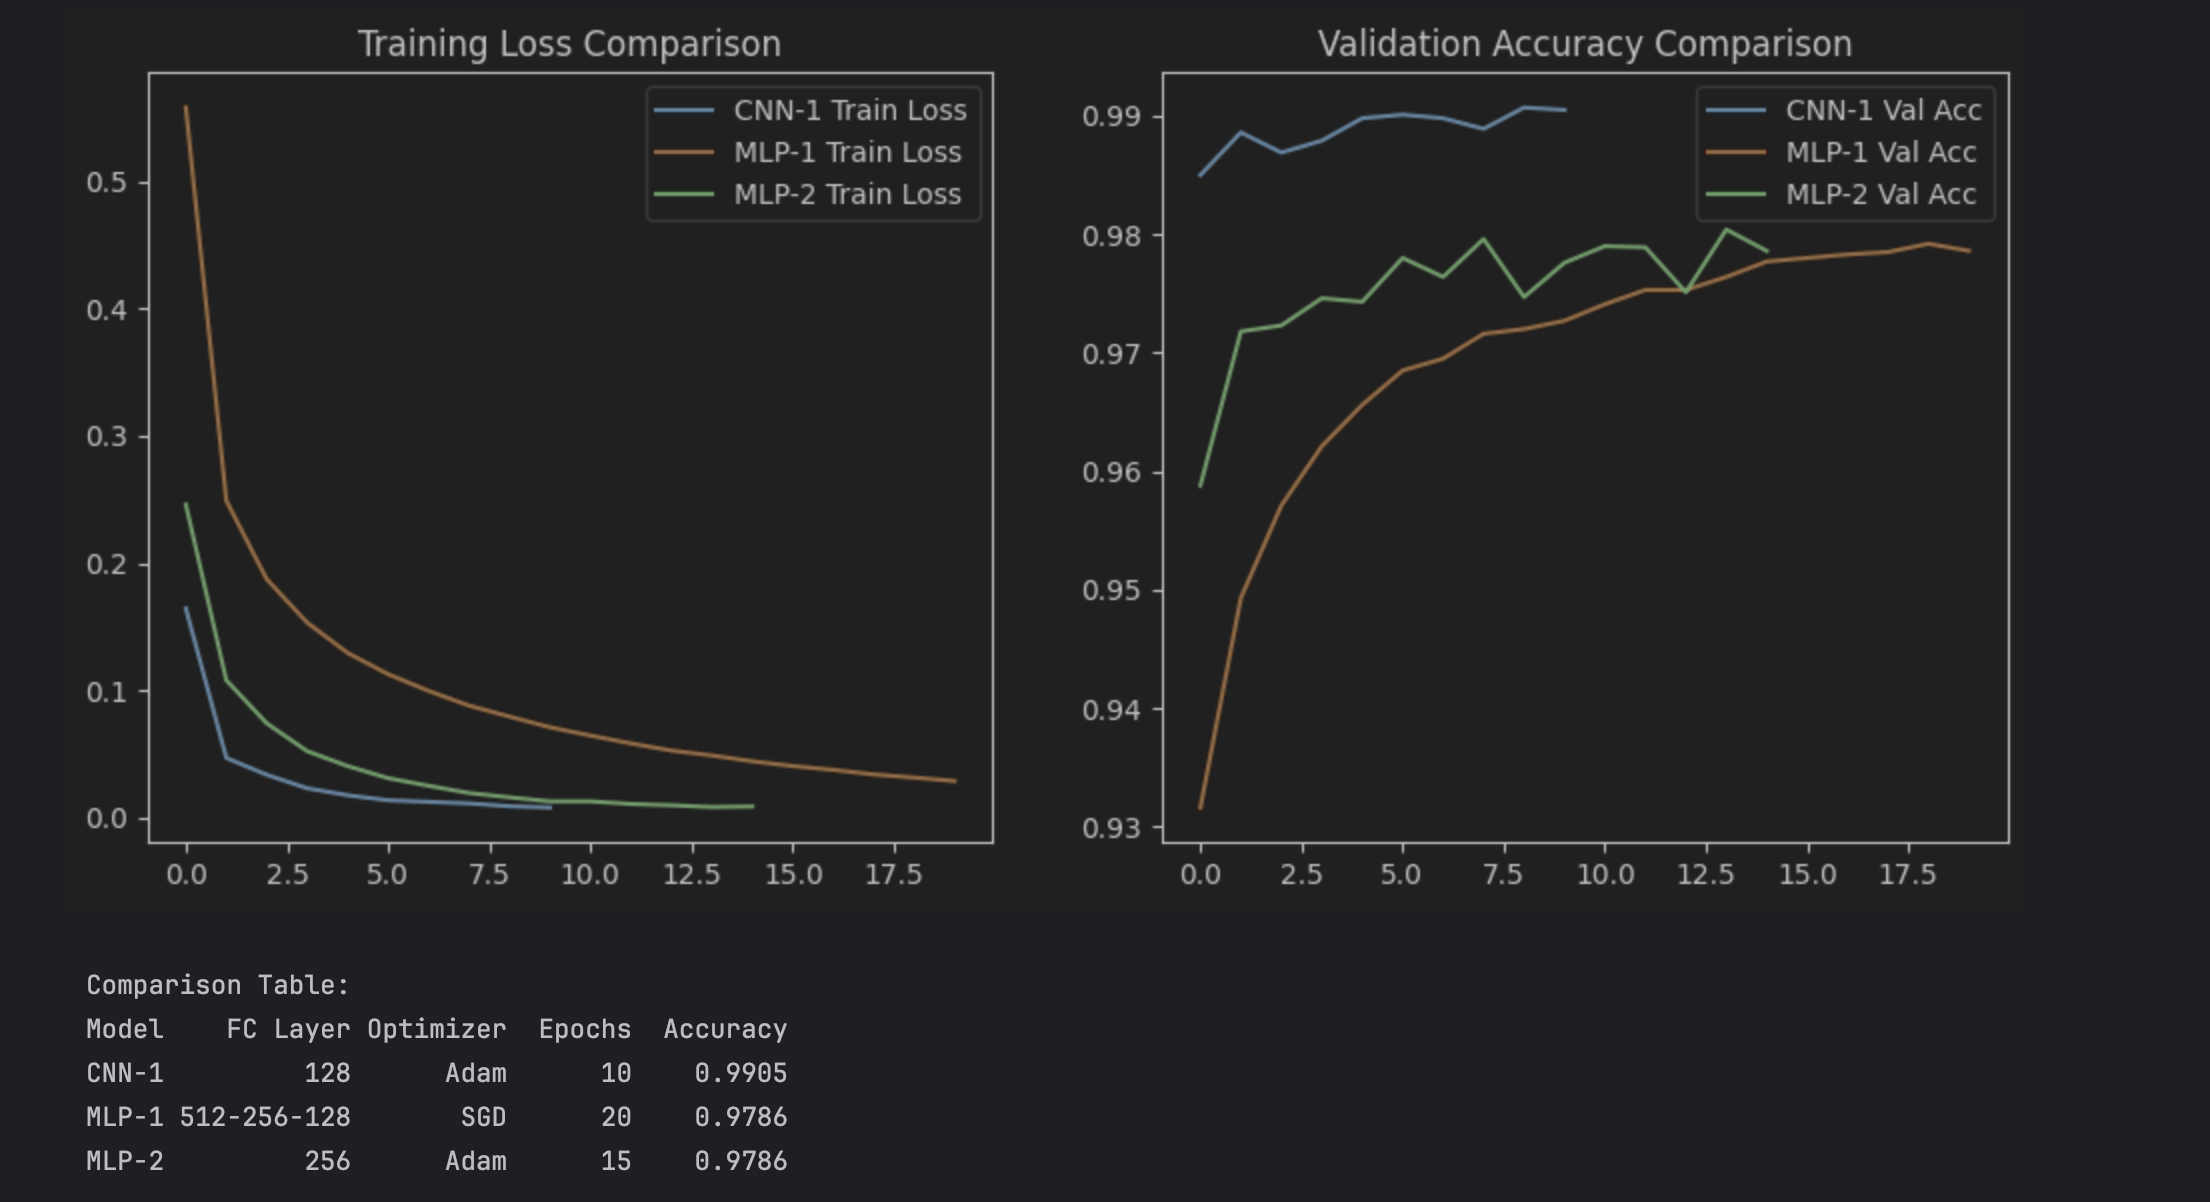 Training Loss Comparison
CNN-1 Train Loss
MLP-1 Train Loss
MLP-2 Train Loss
0.5
0.4
0.3
0.2
0.1
0.0
0.0 2.5 5.0 7.5 10.0 12.5 15.0 17.5
Validation Accuracy Comparison
CNN-1 Val Acc
MLP-1 Val Acc
MLP-2 Val Acc
0.99
0.98
0.97
0.96
0.95
0.94
0.93
0.0 2.5 5.0 7.5 10.0 12.5 15.0 17.5
Comparison Table:
Model FC Layer Optimizer Epochs Accuracy
CNN-1 128 Adam 10 0.9905
MLP-1 512-256-128 SGD 20 0.9786
MLP-2 256 Adam 15 0.9786